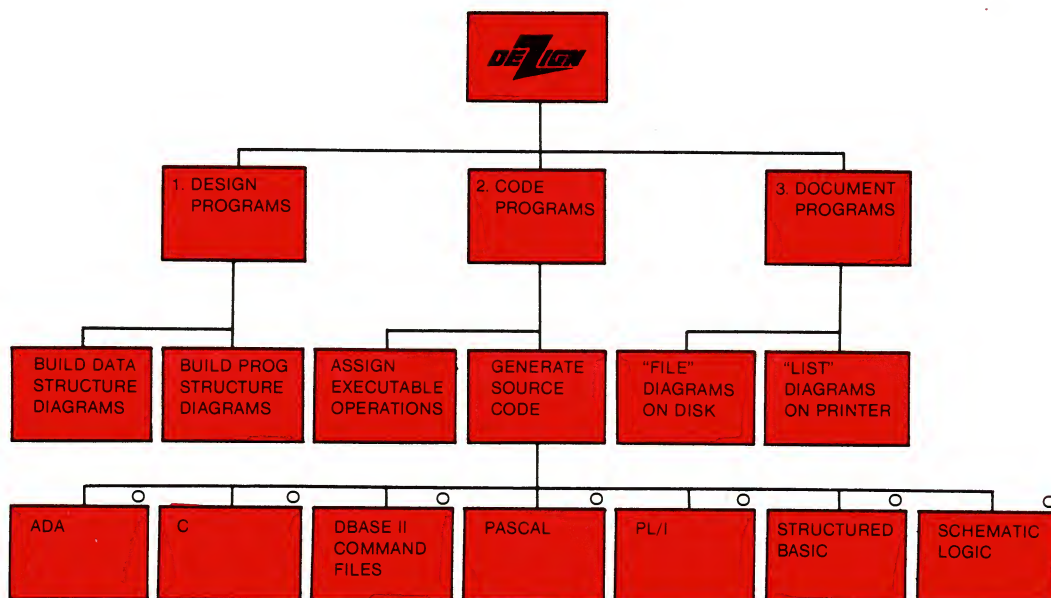 DEZIGN
1. DESIGN
PROGRAMS
2. CODE
PROGRAMS
3. DOCUMENT
PROGRAMS
BUILD DATA
STRUCTURE
DIAGRAMS
BUILD PROG
STRUCTURE
DIAGRAMS
ASSIGN
EXECUTABLE
OPERATIONS
GENERATE
SOURCE
CODE
"FILE"
DIAGRAMS
ON DISK
"LIST"
DIAGRAMS
ON PRINTER
ADA
C
DBASE II
COMMAND
FILES
PASCAL
PL/I
STRUCTURED
BASIC
SCHEMATIC
LOGIC